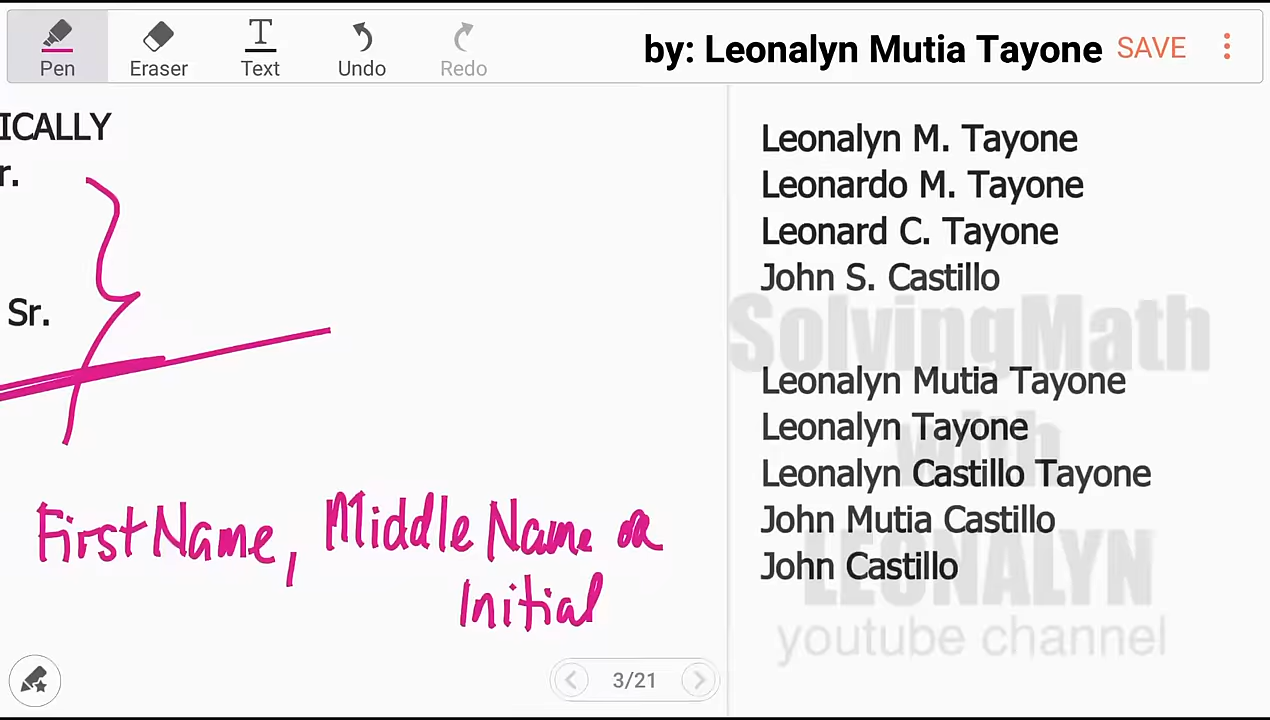 Pen Eraser Text Undo Redo by: Leonalyn Mutia Tayone SAVE
ICALLY
r.
Sr.
First Name, Middle Name or
Initial
3/21
Leonalyn M. Tayone
Leonardo M. Tayone
Leonard C. Tayone
John S. Castillo
Leonalyn Mutia Tayone
Leonalyn Tayone
Leonalyn Castillo Tayone
John Mutia Castillo
John Castillo
SolvingMath
with
LEONALYN
youtube channel